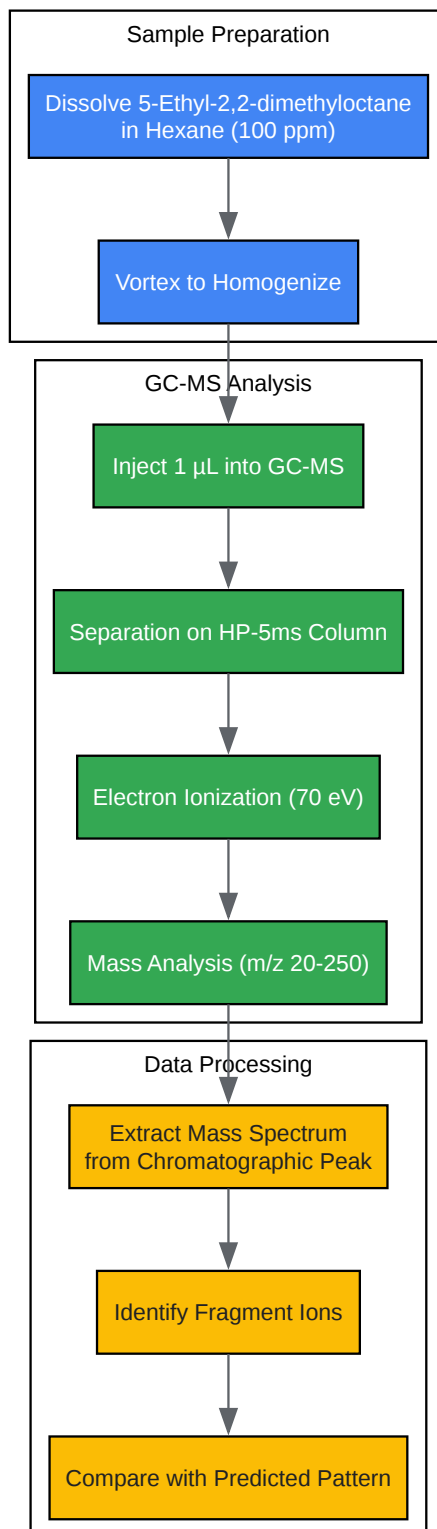 Sample Preparation
Dissolve 5-Ethyl-2,2-dimethyloctane
in Hexane (100 ppm)
Vortex to Homogenize
GC-MS Analysis
Inject 1 µL into GC-MS
Separation on HP-5ms Column
Electron Ionization (70 eV)
Mass Analysis (m/z 20-250)
Data Processing
Extract Mass Spectrum
from Chromatographic Peak
Identify Fragment Ions
Compare with Predicted Pattern